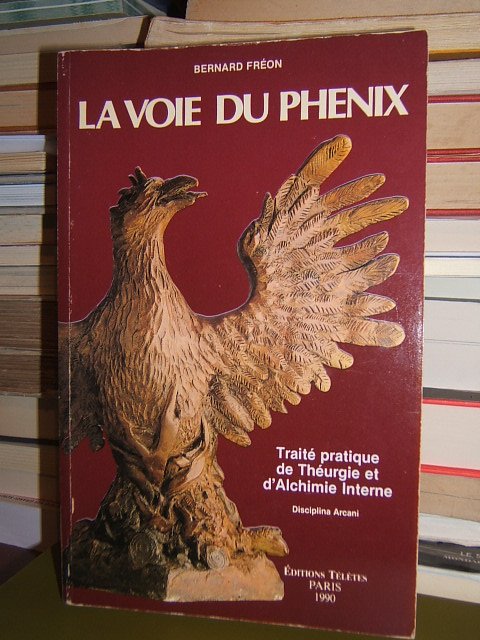 BERNARD FRÉON
LA VOIE DU PHENIX
Traité pratique
de Théurgie et
d'Alchimie Interne
Disciplina Arcani
ÉDITIONS TÉLÈTES
PARIS
1990